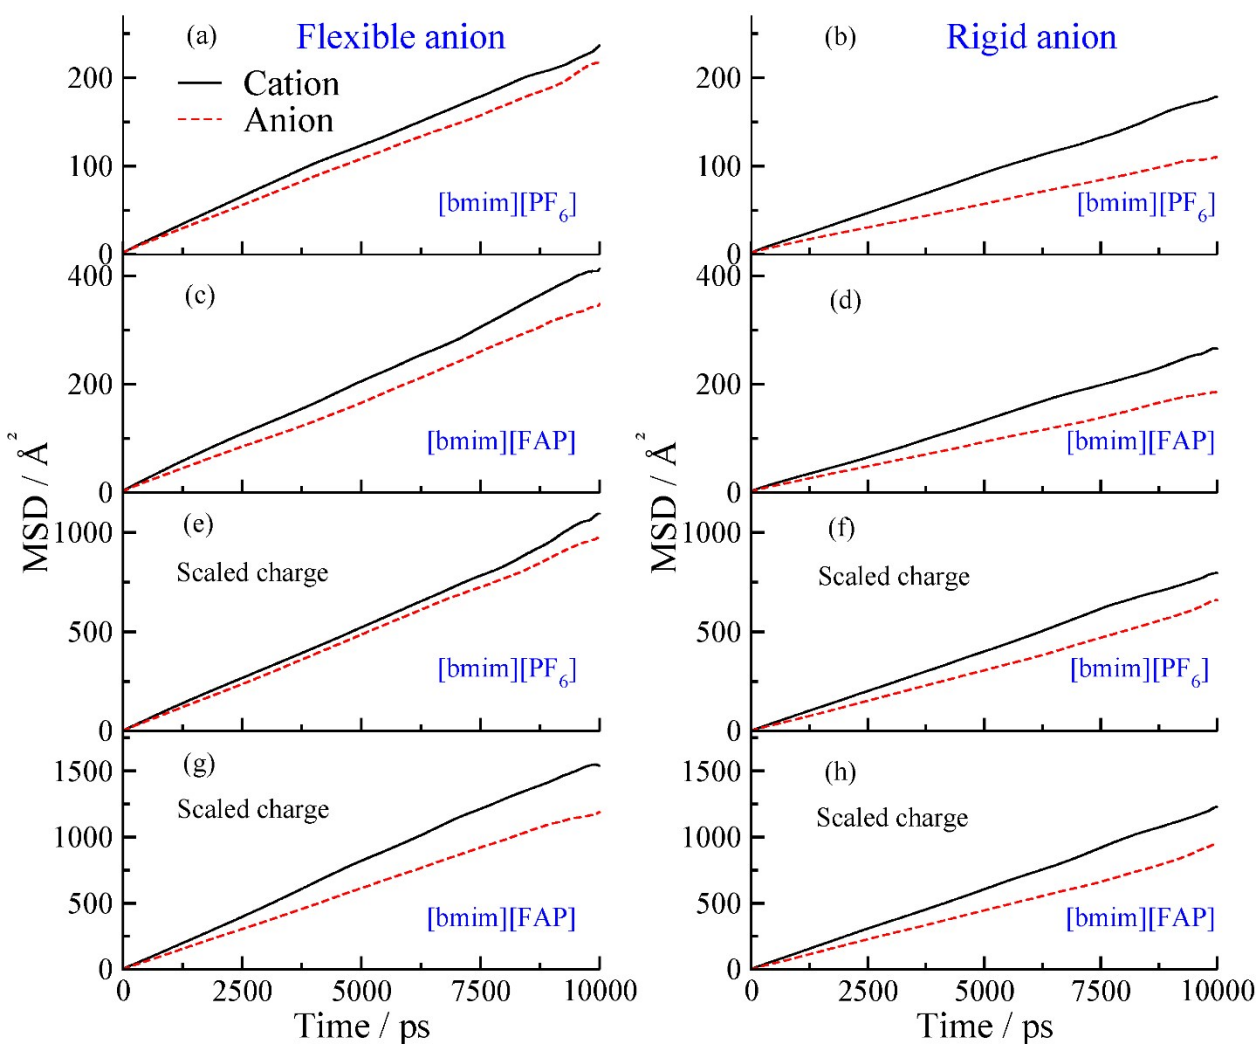 (a) Flexible anion
Cation
Anion
[bmim][PF₆]
200
100
0
(b) Rigid anion
[bmim][PF₆]
200
100
0
(c)
[bmim][FAP]
400
200
0
(d)
[bmim][FAP]
400
200
0
MSD / Å²
MSD / Å²
(e)
Scaled charge
[bmim][PF₆]
1000
500
0
(f)
Scaled charge
[bmim][PF₆]
1000
500
0
(g)
Scaled charge
[bmim][FAP]
1500
1000
500
0
(h)
Scaled charge
[bmim][FAP]
1500
1000
500
0
0 2500 5000 7500 10000
Time / ps
0 2500 5000 7500 10000
Time / ps